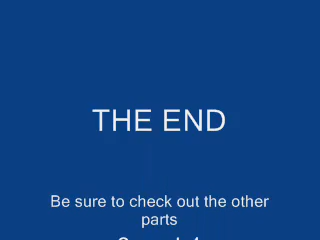 THE END
Be sure to check out the other
parts